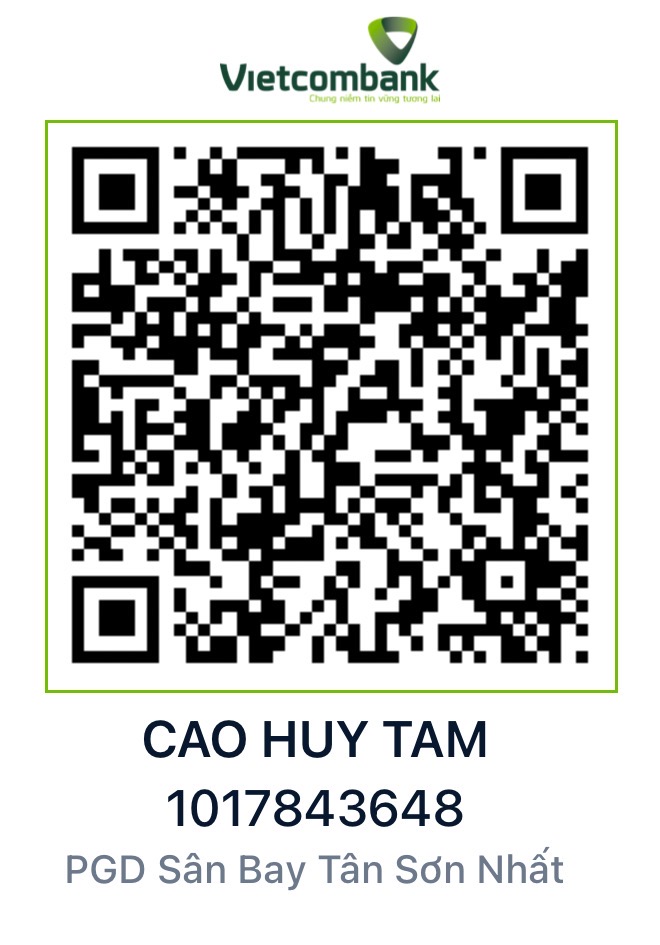 Vietcombank
Chung niềm tin vững tương lai
CAO HUY TAM
1017843648
PGD Sân Bay Tân Sơn Nhất